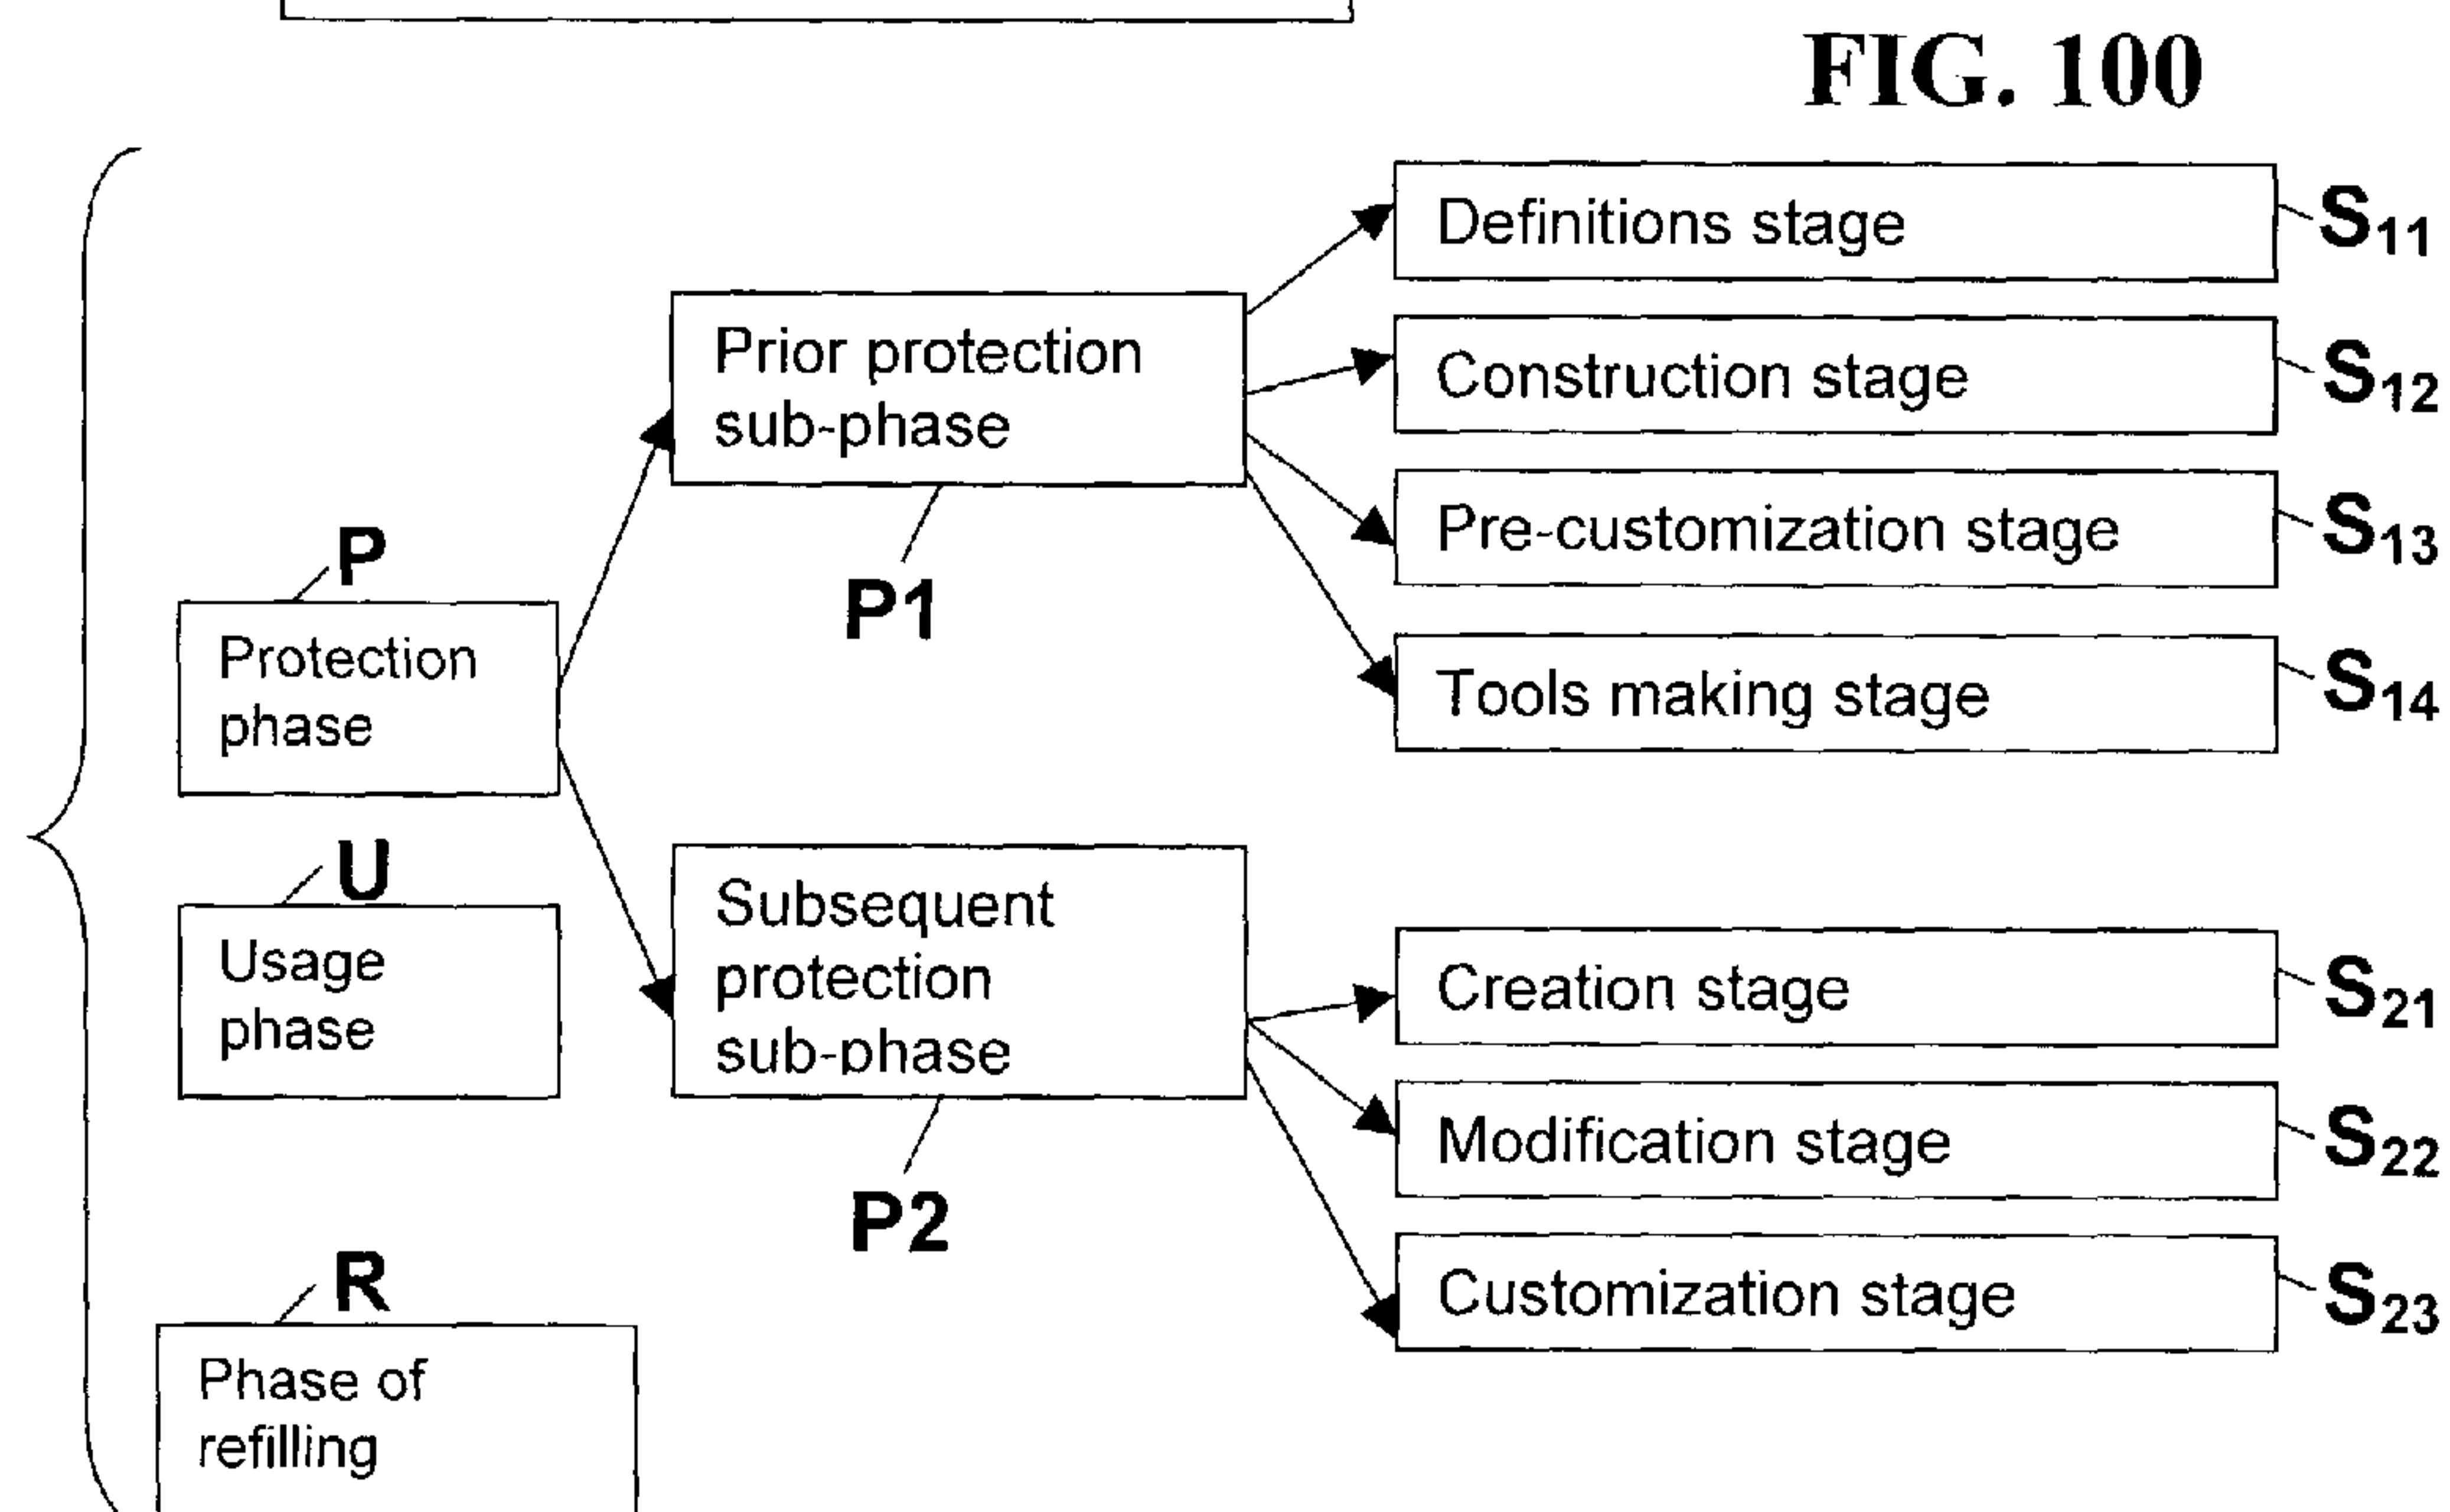 FIG. 100
P
Protection
phase
U
Usage
phase
R
Phase of
refilling
Prior protection
sub-phase
P1
Subsequent
protection
sub-phase
P2
Definitions stage
S11
Construction stage
S12
Pre-customization stage
S13
Tools making stage
S14
Creation stage
S21
Modification stage
S22
Customization stage
S23